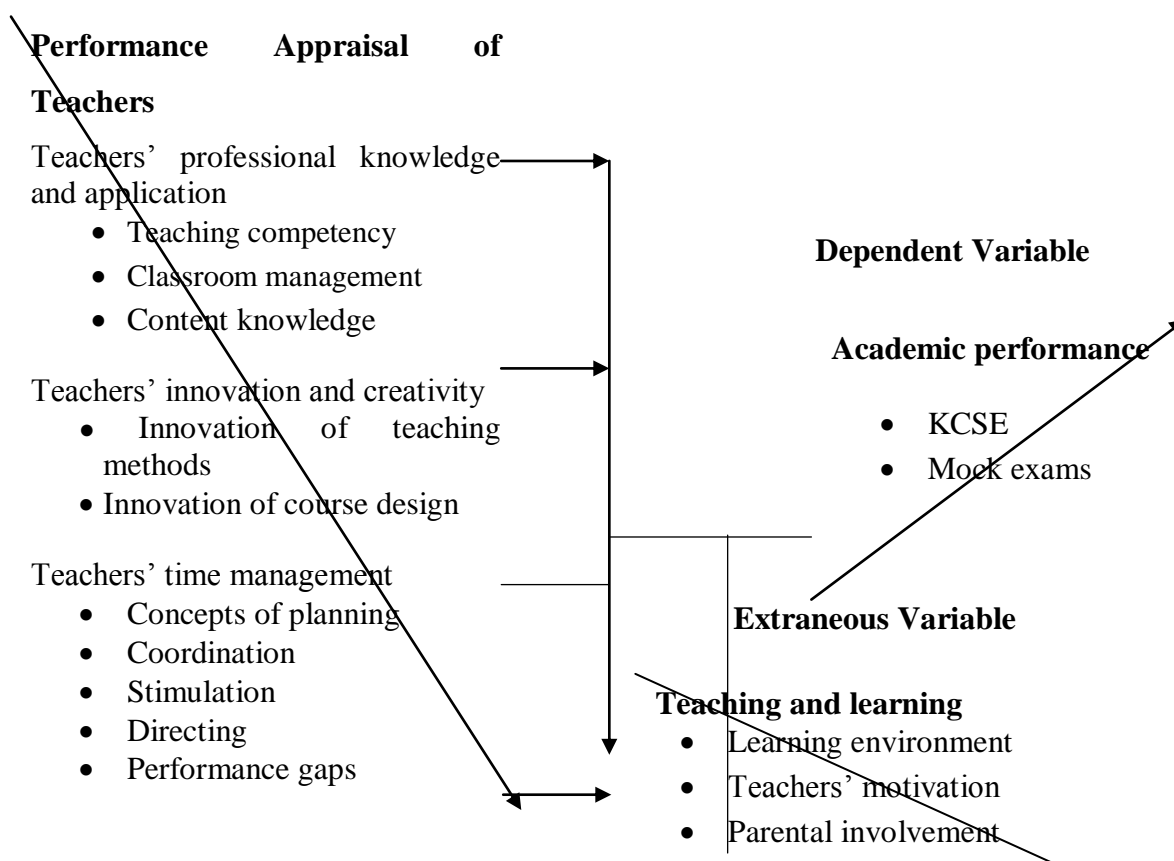 Performance Appraisal of
Teachers
Teachers’ professional knowledge
and application
• Teaching competency
• Classroom management
• Content knowledge
Teachers’ innovation and creativity
• Innovation of teaching
methods
• Innovation of course design
Teachers’ time management
• Concepts of planning
• Coordination
• Stimulation
• Directing
• Performance gaps
Dependent Variable
Academic performance
• KCSE
• Mock exams
Extraneous Variable
Teaching and learning
• Learning environment
• Teachers’ motivation
• Parental involvement